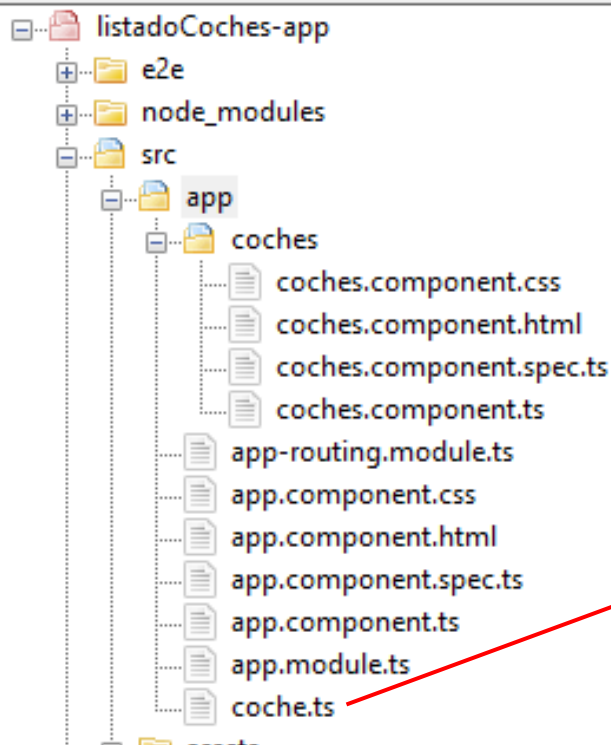 listadoCoches-app
e2e
node_modules
src
app
coches
coches.component.css
coches.component.html
coches.component.spec.ts
coches.component.ts
app-routing.module.ts
app.component.css
app.component.html
app.component.spec.ts
app.component.ts
app.module.ts
coche.ts